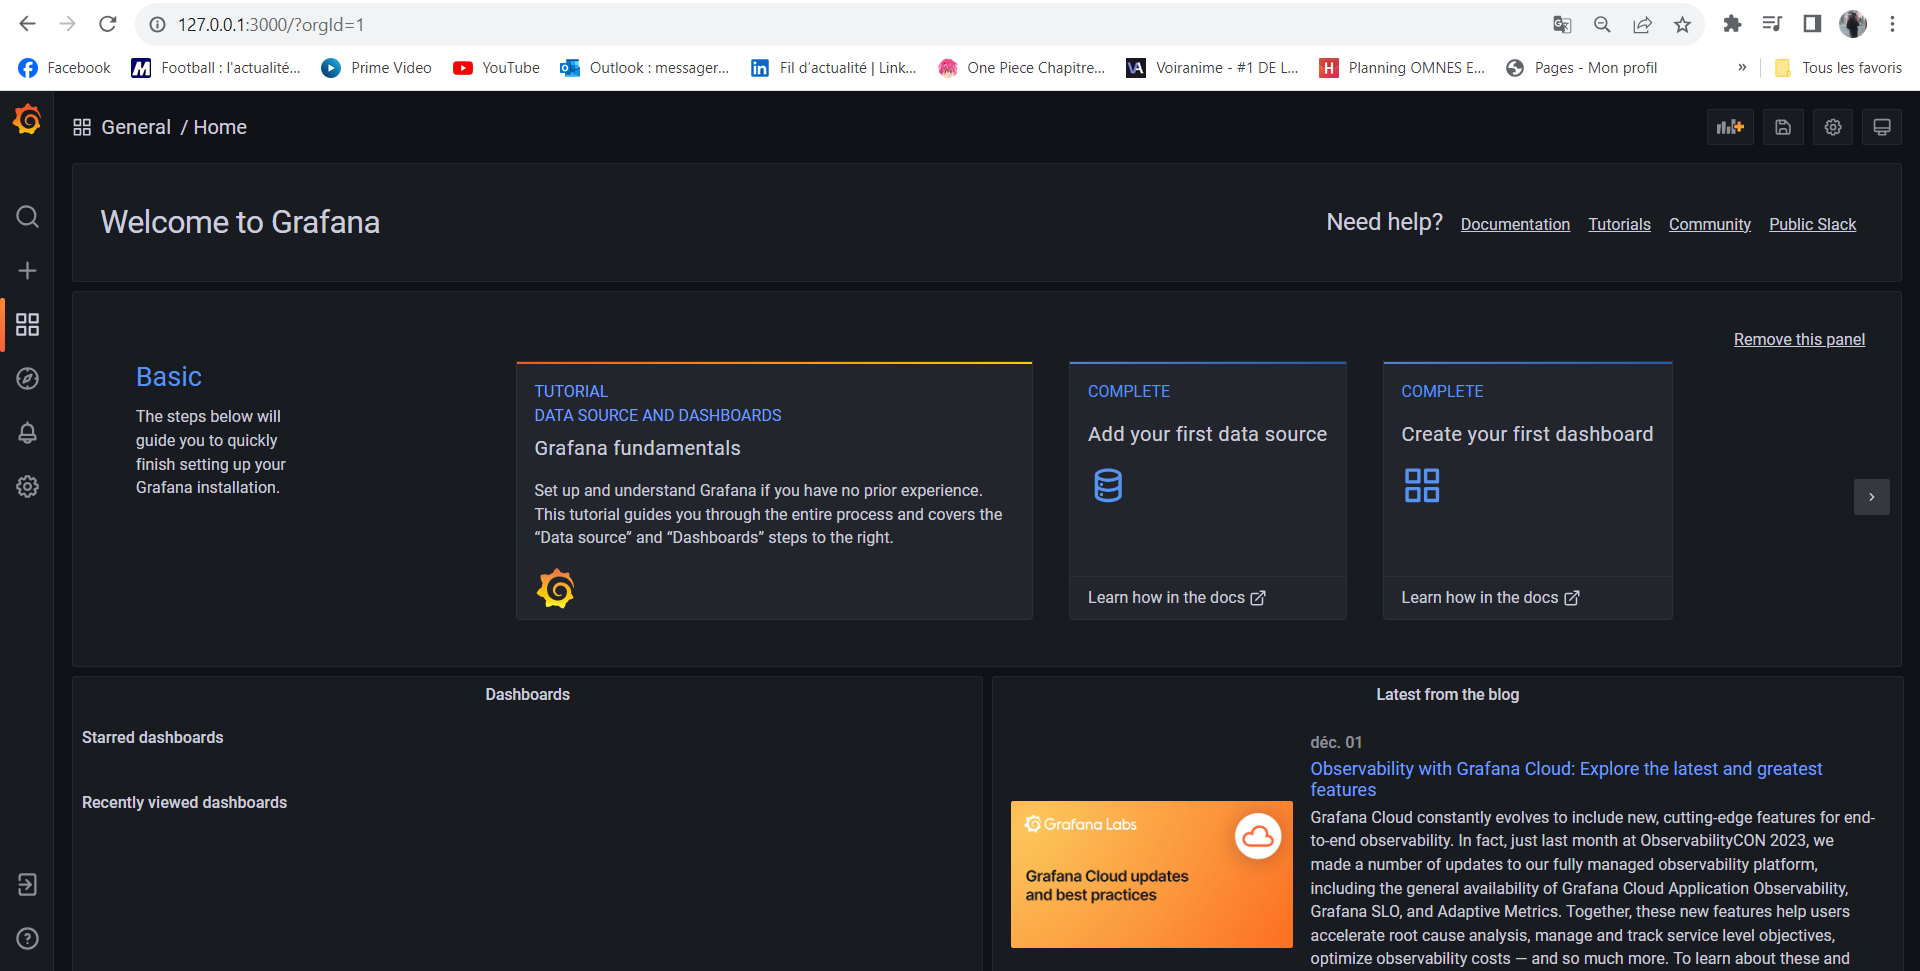 127.0.0.1:3000/?orgId=1
Facebook
Football : l'actualité...
Prime Video
YouTube
Outlook : messager...
Fil d'actualité | Link...
One Piece Chapitre...
Voiranime - #1 DE L...
Planning OMNES E...
Pages - Mon profil
»
Tous les favoris
General / Home
Welcome to Grafana
Need help?
Documentation
Tutorials
Community
Public Slack
Remove this panel
Basic
The steps below will
guide you to quickly
finish setting up your
Grafana installation.
TUTORIAL
DATA SOURCE AND DASHBOARDS
Grafana fundamentals
Set up and understand Grafana if you have no prior experience.
This tutorial guides you through the entire process and covers the
“Data source” and “Dashboards” steps to the right.
COMPLETE
Add your first data source
Learn how in the docs
COMPLETE
Create your first dashboard
Learn how in the docs
Dashboards
Starred dashboards
Recently viewed dashboards
Latest from the blog
Grafana Labs
Grafana Cloud updates
and best practices
déc. 01
Observability with Grafana Cloud: Explore the latest and greatest
features
Grafana Cloud constantly evolves to include new, cutting-edge features for end-
to-end observability. In fact, just last month at ObservabilityCON 2023, we
made a number of updates to our fully managed observability platform,
including the general availability of Grafana Cloud Application Observability,
Grafana SLO, and Adaptive Metrics. Together, these new features help users
accelerate root cause analysis, manage and track service level objectives,
optimize observability costs — and so much more. To learn about these and